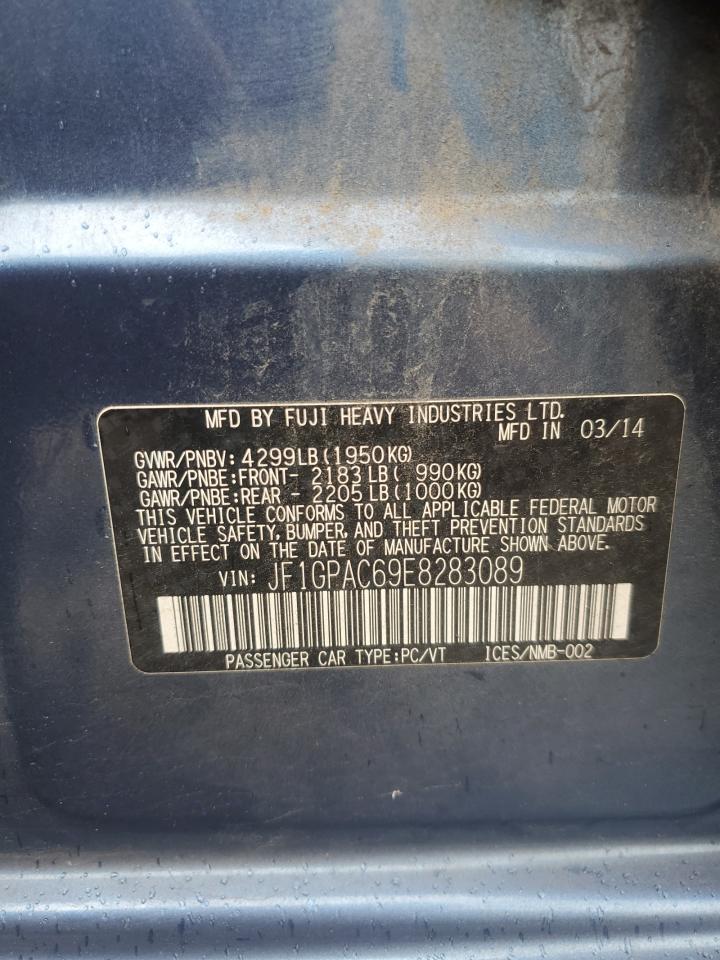 MFD BY FUJI HEAVY INDUSTRIES LTD.
MFD IN 03/14
GVWR/PNBV: 4299LB(1950KG)
GAWR/PNBE:FRONT- 2183LB( 990KG)
GAWR/PNBE:REAR - 2205LB(1000KG)
THIS VEHICLE CONFORMS TO ALL APPLICABLE FEDERAL MOTOR
VEHICLE SAFETY, BUMPER, AND THEFT PREVENTION STANDARDS
IN EFFECT ON THE DATE OF MANUFACTURE SHOWN ABOVE.
VIN: JF1GPAC69E8283089
PASSENGER CAR TYPE:PC/VT ICES/NMB-002